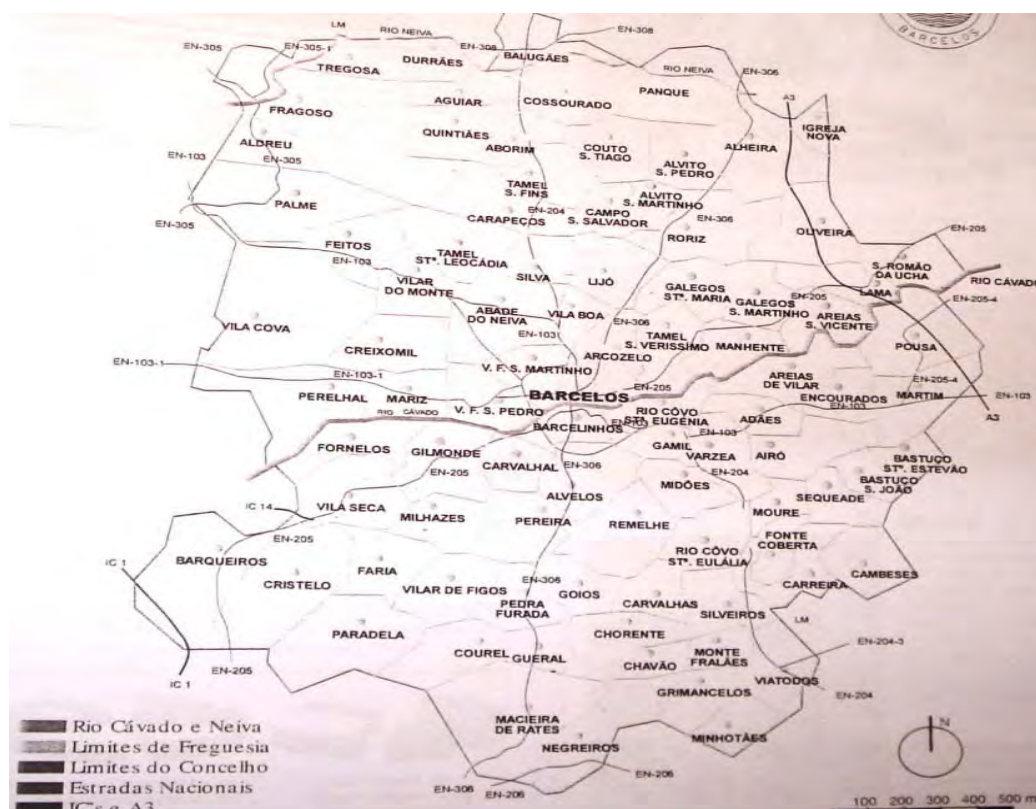 BARCELOS
LM
RIO NEIVA
EN-305
EN-305-1
EN-308
BALUGÃES
EN-308
TREGOSA
DURRÃES
RIO NEIVA
EN-306
PANQUE
A3
FRAGOSO
AGUIAR
COSSOURADO
IGREJA
NOVA
ALDREU
QUINTIÃES
ABORIM
COUTO
S. TIAGO
ALVITO
S. PEDRO
ALHEIRA
EN-103
EN-305
TAMEL
S. FINS
ALVITO
S. MARTINHO
PALME
CARAPEÇOS
EN-204
CAMPO
S. SALVADOR
EN-306
EN-305
FEITOS
TAMEL
STª. LEOCÁDIA
RORIZ
OLIVEIRA
EN-205
EN-103
VILAR
DO MONTE
SILVA
LIJÓ
GALEGOS
STª. MARIA
S. ROMÃO
DA UCHA
RIO CÁVADO
LAMA
ABADE
DO NEIVA
VILA BOA
GALEGOS
S. MARTINHO
EN-205
AREIAS
S. VICENTE
EN-205-4
VILA COVA
EN-103
EN-306
TAMEL
S. VERISSIMO
MANHENTE
POUSA
CREIXOMIL
ARCOZELO
EN-103-1
EN-103-1
V. F. S. MARTINHO
AREIAS
DE VILAR
EN-205
EN-205-4
PERELHAL
MARIZ
BARCELOS
ENCOURADOS
MARTIM
EN-103
RIO CÁVADO
V. F. S. PEDRO
RIO CÔVO
STª. EUGÉNIA
ADÃES
EN-103
A3
BARCELINHOS
EN-103
FORNELOS
GILMONDE
GAMIL
EN-103
EN-205
CARVALHAL
EN-306
VARZEA
AIRÓ
BASTUÇO
STª. ESTEVÃO
EN-204
BASTUÇO
S. JOÃO
ALVELOS
MIDÕES
SEQUEADE
IC 14
VILA SECA
MILHAZES
PEREIRA
REMELHE
MOURE
EN-205
FONTE
COBERTA
IC 1
BARQUEIROS
RIO CÔVO
STª. EULÁLIA
CAMBESES
CRISTELO
FARIA
VILAR DE FIGOS
EN-306
GOIOS
CARREIRA
PEDRA
FURADA
CARVALHAS
SILVEIROS
LM
PARADELA
CHORENTE
EN-204-3
COUREL
GUERAL
CHAVÃO
MONTE
FRALÃES
EN-205
IC 1
VIATODOS
EN-204
GRIMANCELOS
MACIEIRA
DE RATES
MINHOTÃES
NEGREIROS
EN-306
EN-206
EN-206
Rio Cávado e Neiva
Limites de Freguesia
Limites do Concelho
Estradas Nacionais
IC's e A3
N
100 200 300 400 500 m